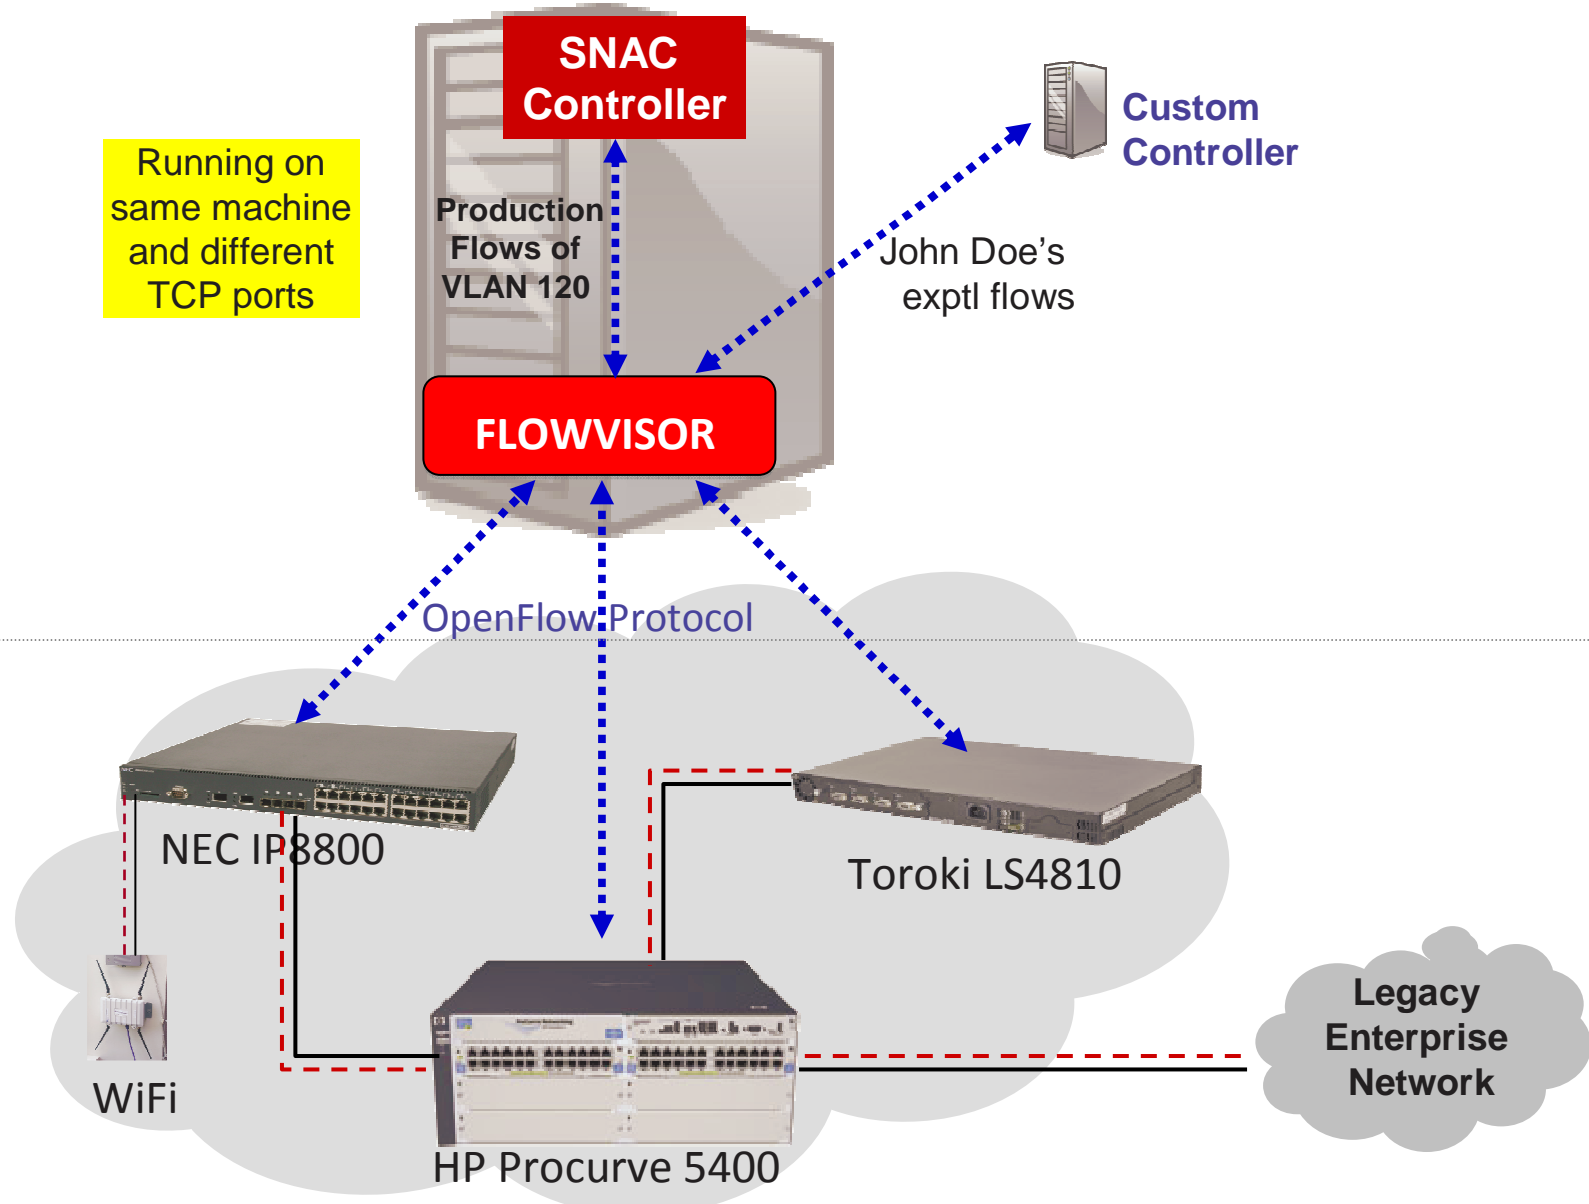 SNAC
Controller
Custom
Controller
Running on
same machine
and different
TCP ports
Production
Flows of
VLAN 120
John Doe's
exptl flows
FLOWVISOR
OpenFlow Protocol
NEC
NEC IP8800
Toroki LS4810
WiFi
HP Procurve 5400
Legacy
Enterprise
Network